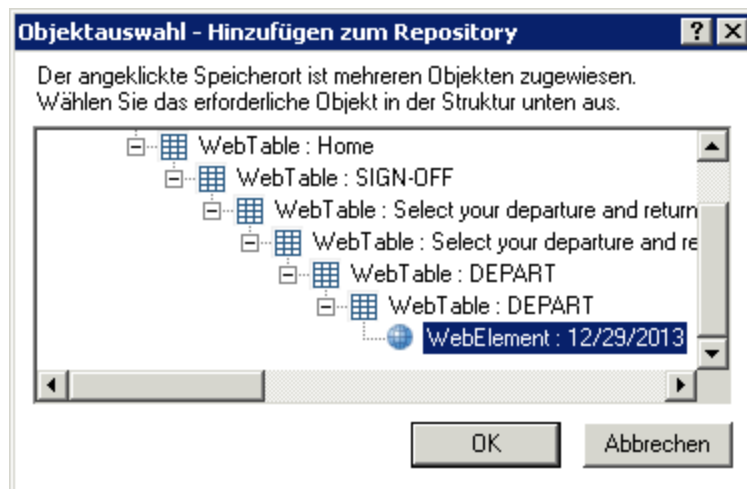 Objektauswahl - Hinzufügen zum Repository
Der angeklickte Speicherort ist mehreren Objekten zugewiesen.
Wählen Sie das erforderliche Objekt in der Struktur unten aus.
WebTable : Home
WebTable : SIGN-OFF
WebTable : Select your departure and return
WebTable : Select your departure and re
WebTable : DEPART
WebTable : DEPART
WebElement : 12/29/2013
OK Abbrechen